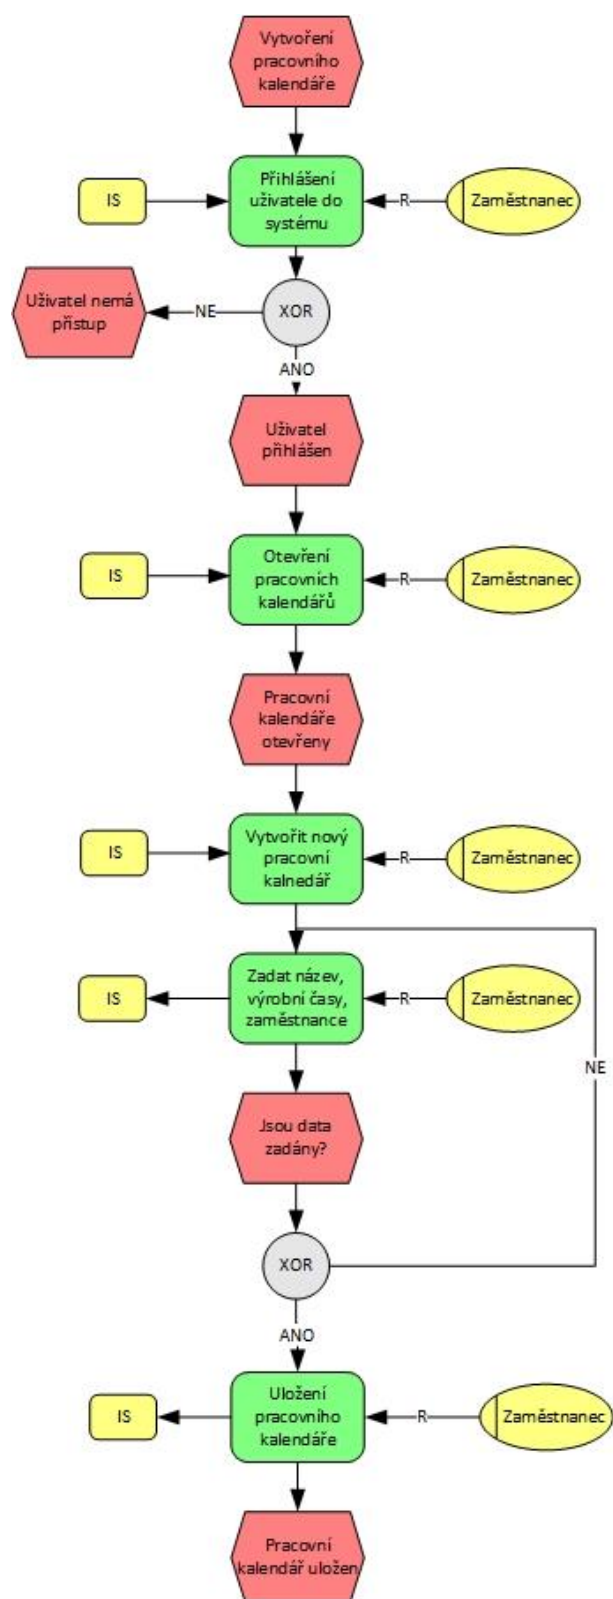 Vytvoření
pracovního
kalendáře
IS
Přihlášení
uživatele do
systému
R
Zaměstnanec
Uživatel nemá
přístup
NE
XOR
ANO
Uživatel
přihlášen
IS
Otevření
pracovních
kalendářů
R
Zaměstnanec
Pracovní
kalendáře
otevřeny
IS
Vytvořit nový
pracovní
kalnedář
R
Zaměstnanec
IS
Zadat název,
výrobní časy,
zaměstnance
R
Zaměstnanec
NE
Jsou data
zadány?
XOR
ANO
IS
Uložení
pracovního
kalendáře
R
Zaměstnanec
Pracovní
kalendář uložen